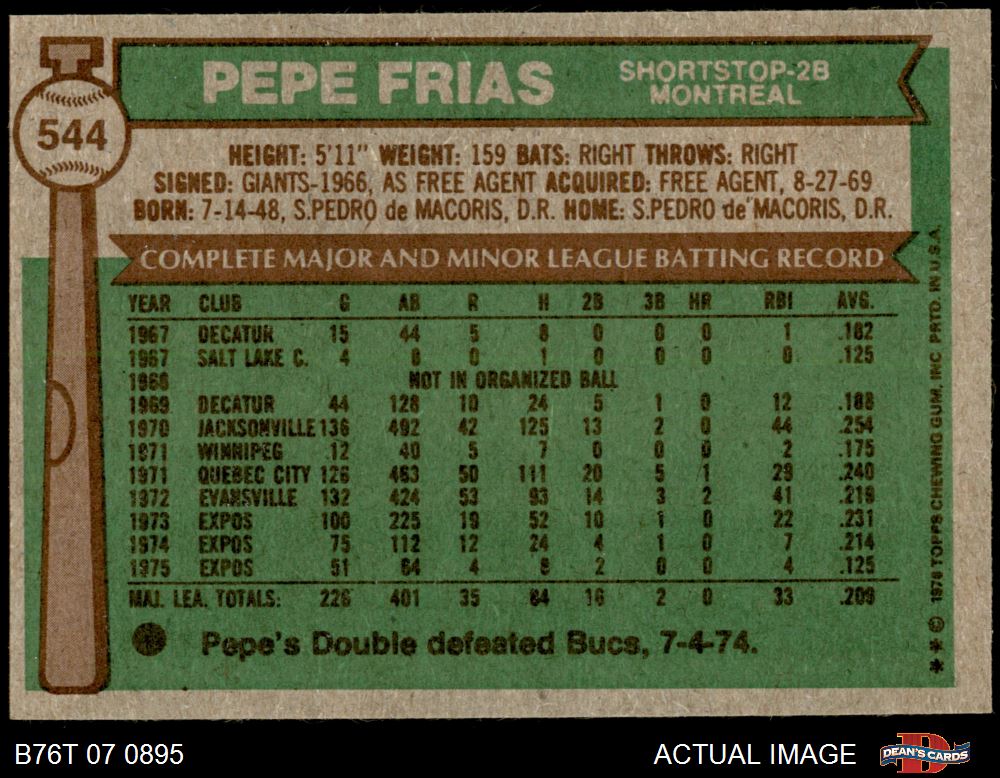 PEPE FRIAS
SHORTSTOP-2B
MONTREAL
544
HEIGHT: 5'11" WEIGHT: 159 BATS: RIGHT THROWS: RIGHT
SIGNED: GIANTS-1966, AS FREE AGENT ACQUIRED: FREE AGENT, 8-27-69
BORN: 7-14-48, S.PEDRO de MACORIS, D.R. HOME: S.PEDRO de MACORIS, D.R.
COMPLETE MAJOR AND MINOR LEAGUE BATTING RECORD
YEAR CLUB G AB R H 2B 3B HR RBI AVG.
1967 DECATUR 15 44 5 8 0 0 0 1 .182
1967 SALT LAKE C. 4 8 0 1 0 0 0 0 .125
1968 NOT IN ORGANIZED BALL
1969 DECATUR 44 128 10 24 5 1 0 12 .188
1970 JACKSONVILLE 136 492 42 125 13 2 0 44 .254
1971 WINNIPEG 12 40 5 7 0 0 0 2 .175
1971 QUEBEC CITY 126 463 50 111 20 5 1 29 .240
1972 EVANSVILLE 132 424 53 93 14 3 2 41 .219
1973 EXPOS 100 225 19 52 10 1 0 22 .231
1974 EXPOS 75 112 12 24 4 1 0 7 .214
1975 EXPOS 51 64 4 8 2 0 0 4 .125
MAJ. LEA. TOTALS: 226 401 35 84 16 2 0 33 .209
Pepe's Double defeated Bucs, 7-4-74.
** © 1976 TOPPS CHEWING GUM, INC PRTD. IN U.S.A.
B76T 07 0895
ACTUAL IMAGE
DEAN'S CARDS